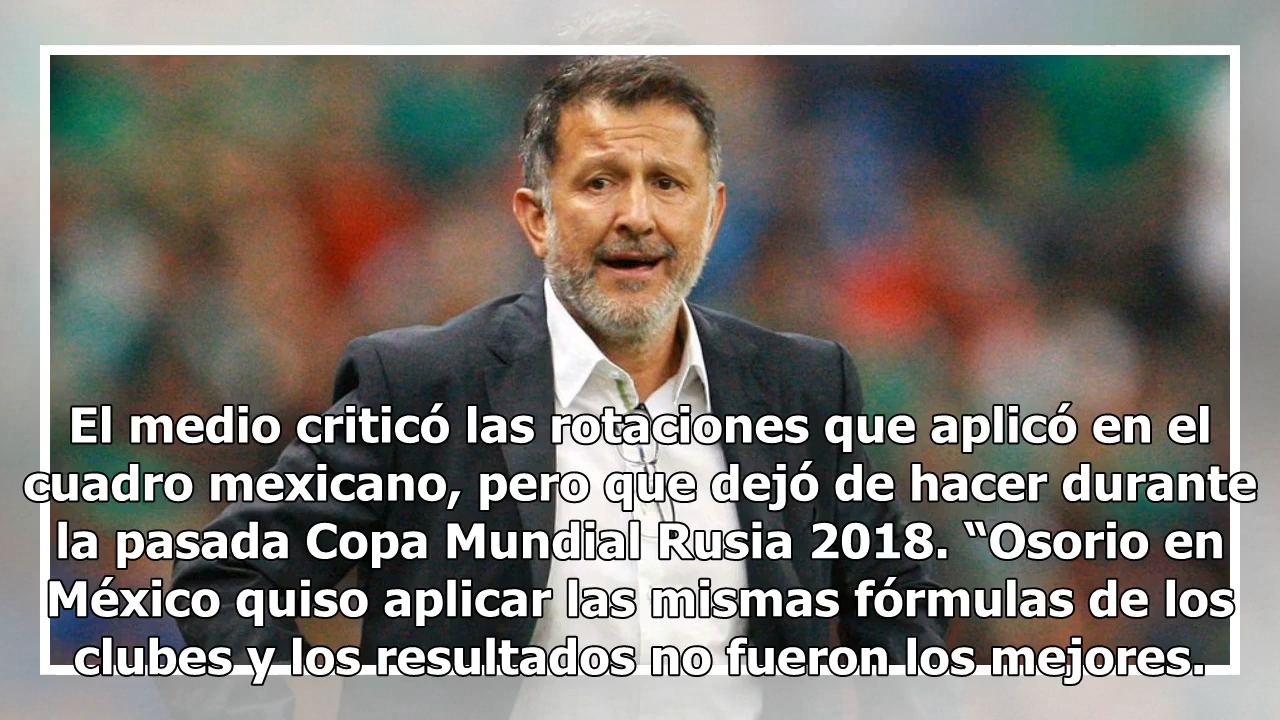 El medio criticó las rotaciones que aplicó en el
cuadro mexicano, pero que dejó de hacer durante
la pasada Copa Mundial Rusia 2018. “Osorio en
México quiso aplicar las mismas fórmulas de los
clubes y los resultados no fueron los mejores.